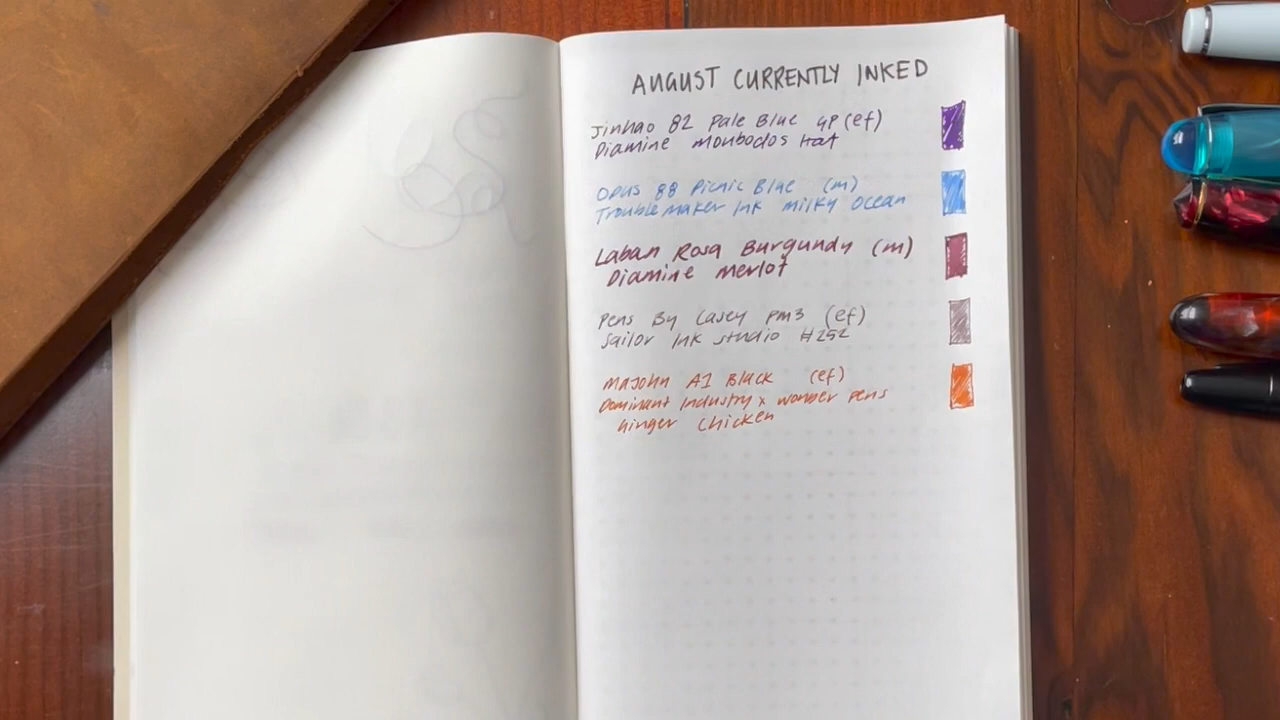 AUGUST CURRENTLY INKED
Jinhao 82 Pale Blue GP (ef)
Diamine Monboddos Hat
Opus 88 Picnic Blue (m)
Troublemaker Ink Milky Ocean
Laban Rosa Burgundy (m)
Diamine Merlot
Pens By Casey PM3 (ef)
Sailor Ink Studio #252
Majohn A1 Black (ef)
Dominant Industry x Wonder Pens
Ginger Chicken